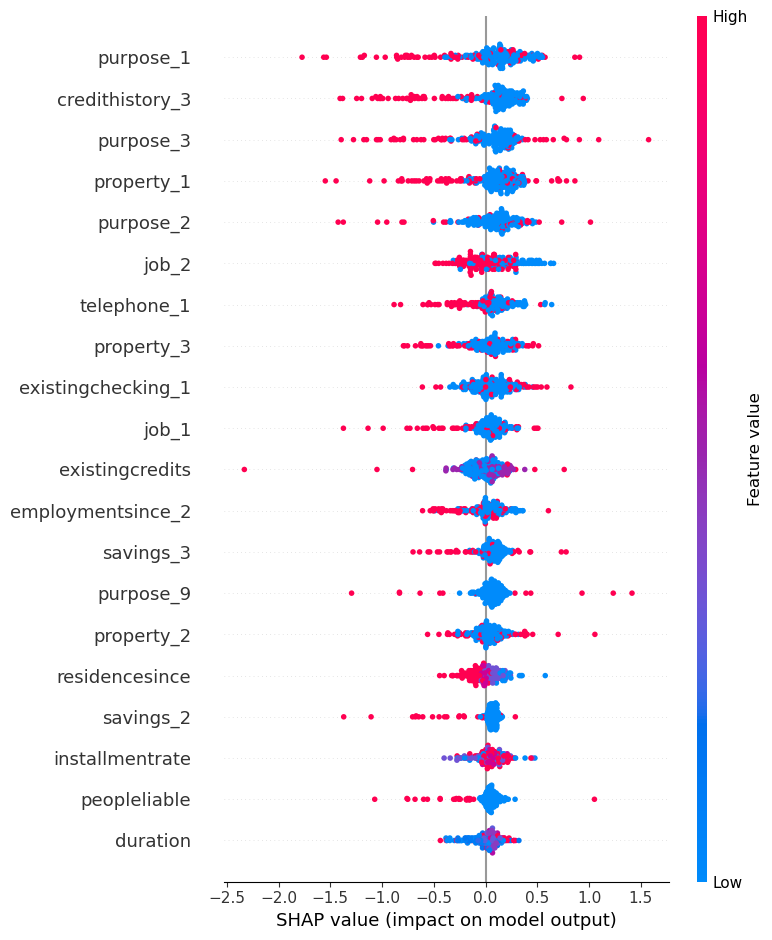 High
purpose_1
credithistory_3
purpose_3
property_1
purpose_2
job_2
telephone_1
property_3
existingchecking_1
job_1
existingcredits
employmentsince_2
savings_3
purpose_9
property_2
residencesince
savings_2
installmentrate
peopleliable
duration
Feature value
Low
−2.5 −2.0 −1.5 −1.0 −0.5 0.0 0.5 1.0 1.5
SHAP value (impact on model output)